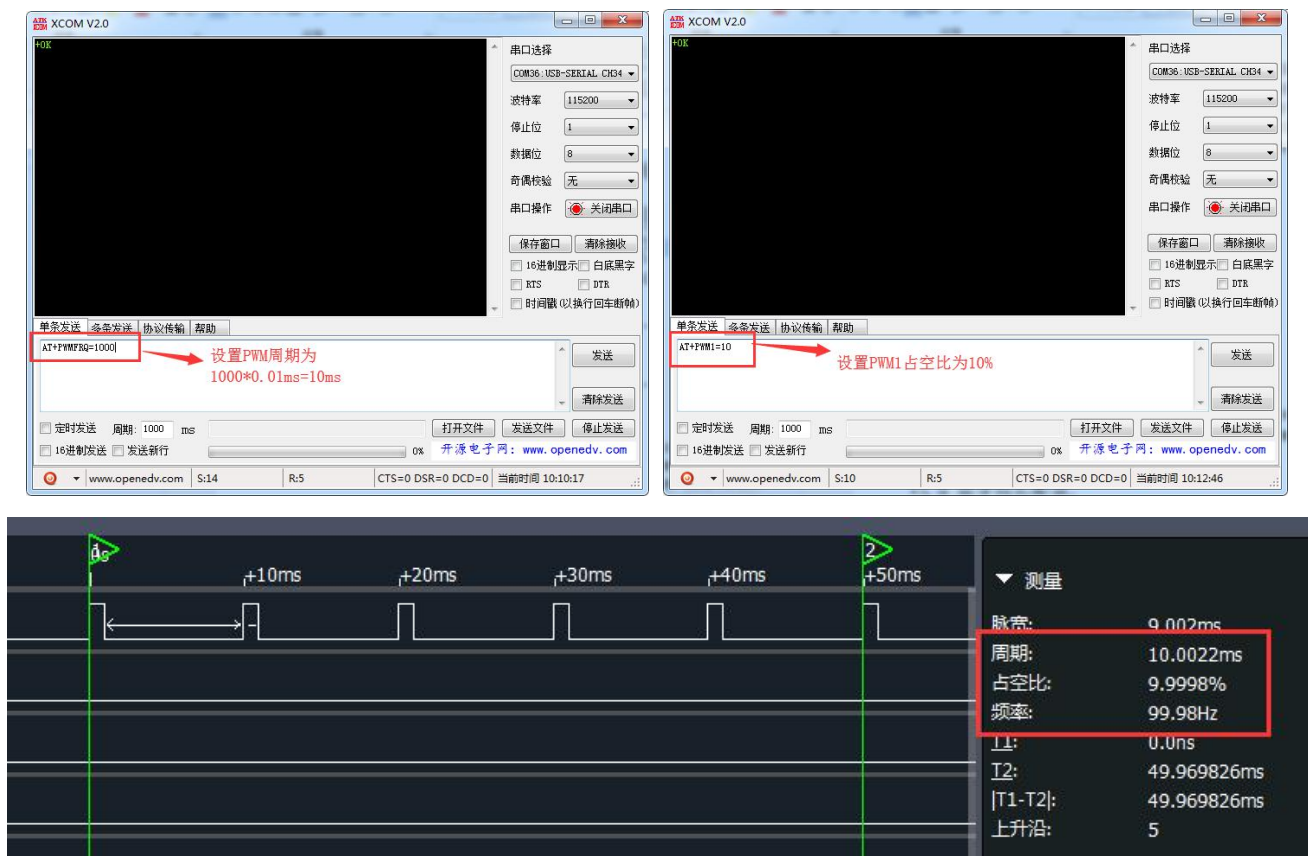 XCOM V2.0
+OK
串口选择
COM36:USB-SERIAL CH34
波特率 115200
停止位 1
数据位 8
奇偶校验 无
串口操作 关闭串口
保存窗口 清除接收
16进制显示 白底黑字
RTS DTR
时间戳(以换行回车断帧)
单条发送 多条发送 协议传输 帮助
AT+PWMFRQ=1000
设置PWM周期为
1000*0.01ms=10ms
发送
清除发送
定时发送 周期: 1000 ms 打开文件 发送文件 停止发送
16进制发送 发送新行 0% 开源电子网: www.openedv.com
www.openedv.com S:14 R:5 CTS=0 DSR=0 DCD=0 当前时间 10:10:17
XCOM V2.0
+OK
串口选择
COM36:USB-SERIAL CH34
波特率 115200
停止位 1
数据位 8
奇偶校验 无
串口操作 关闭串口
保存窗口 清除接收
16进制显示 白底黑字
RTS DTR
时间戳(以换行回车断帧)
单条发送 多条发送 协议传输 帮助
AT+PWM1=10
设置PWM1占空比为10%
发送
清除发送
定时发送 周期: 1000 ms 打开文件 发送文件 停止发送
16进制发送 发送新行 0% 开源电子网: www.openedv.com
www.openedv.com S:10 R:5 CTS=0 DSR=0 DCD=0 当前时间 10:12:46
2
+10ms +20ms +30ms +40ms +50ms
测量
脉宽: 9.002ms
周期: 10.0022ms
占空比: 9.9998%
频率: 99.98Hz
T1: 0.0ns
T2: 49.969826ms
|T1-T2|: 49.969826ms
上升沿: 5